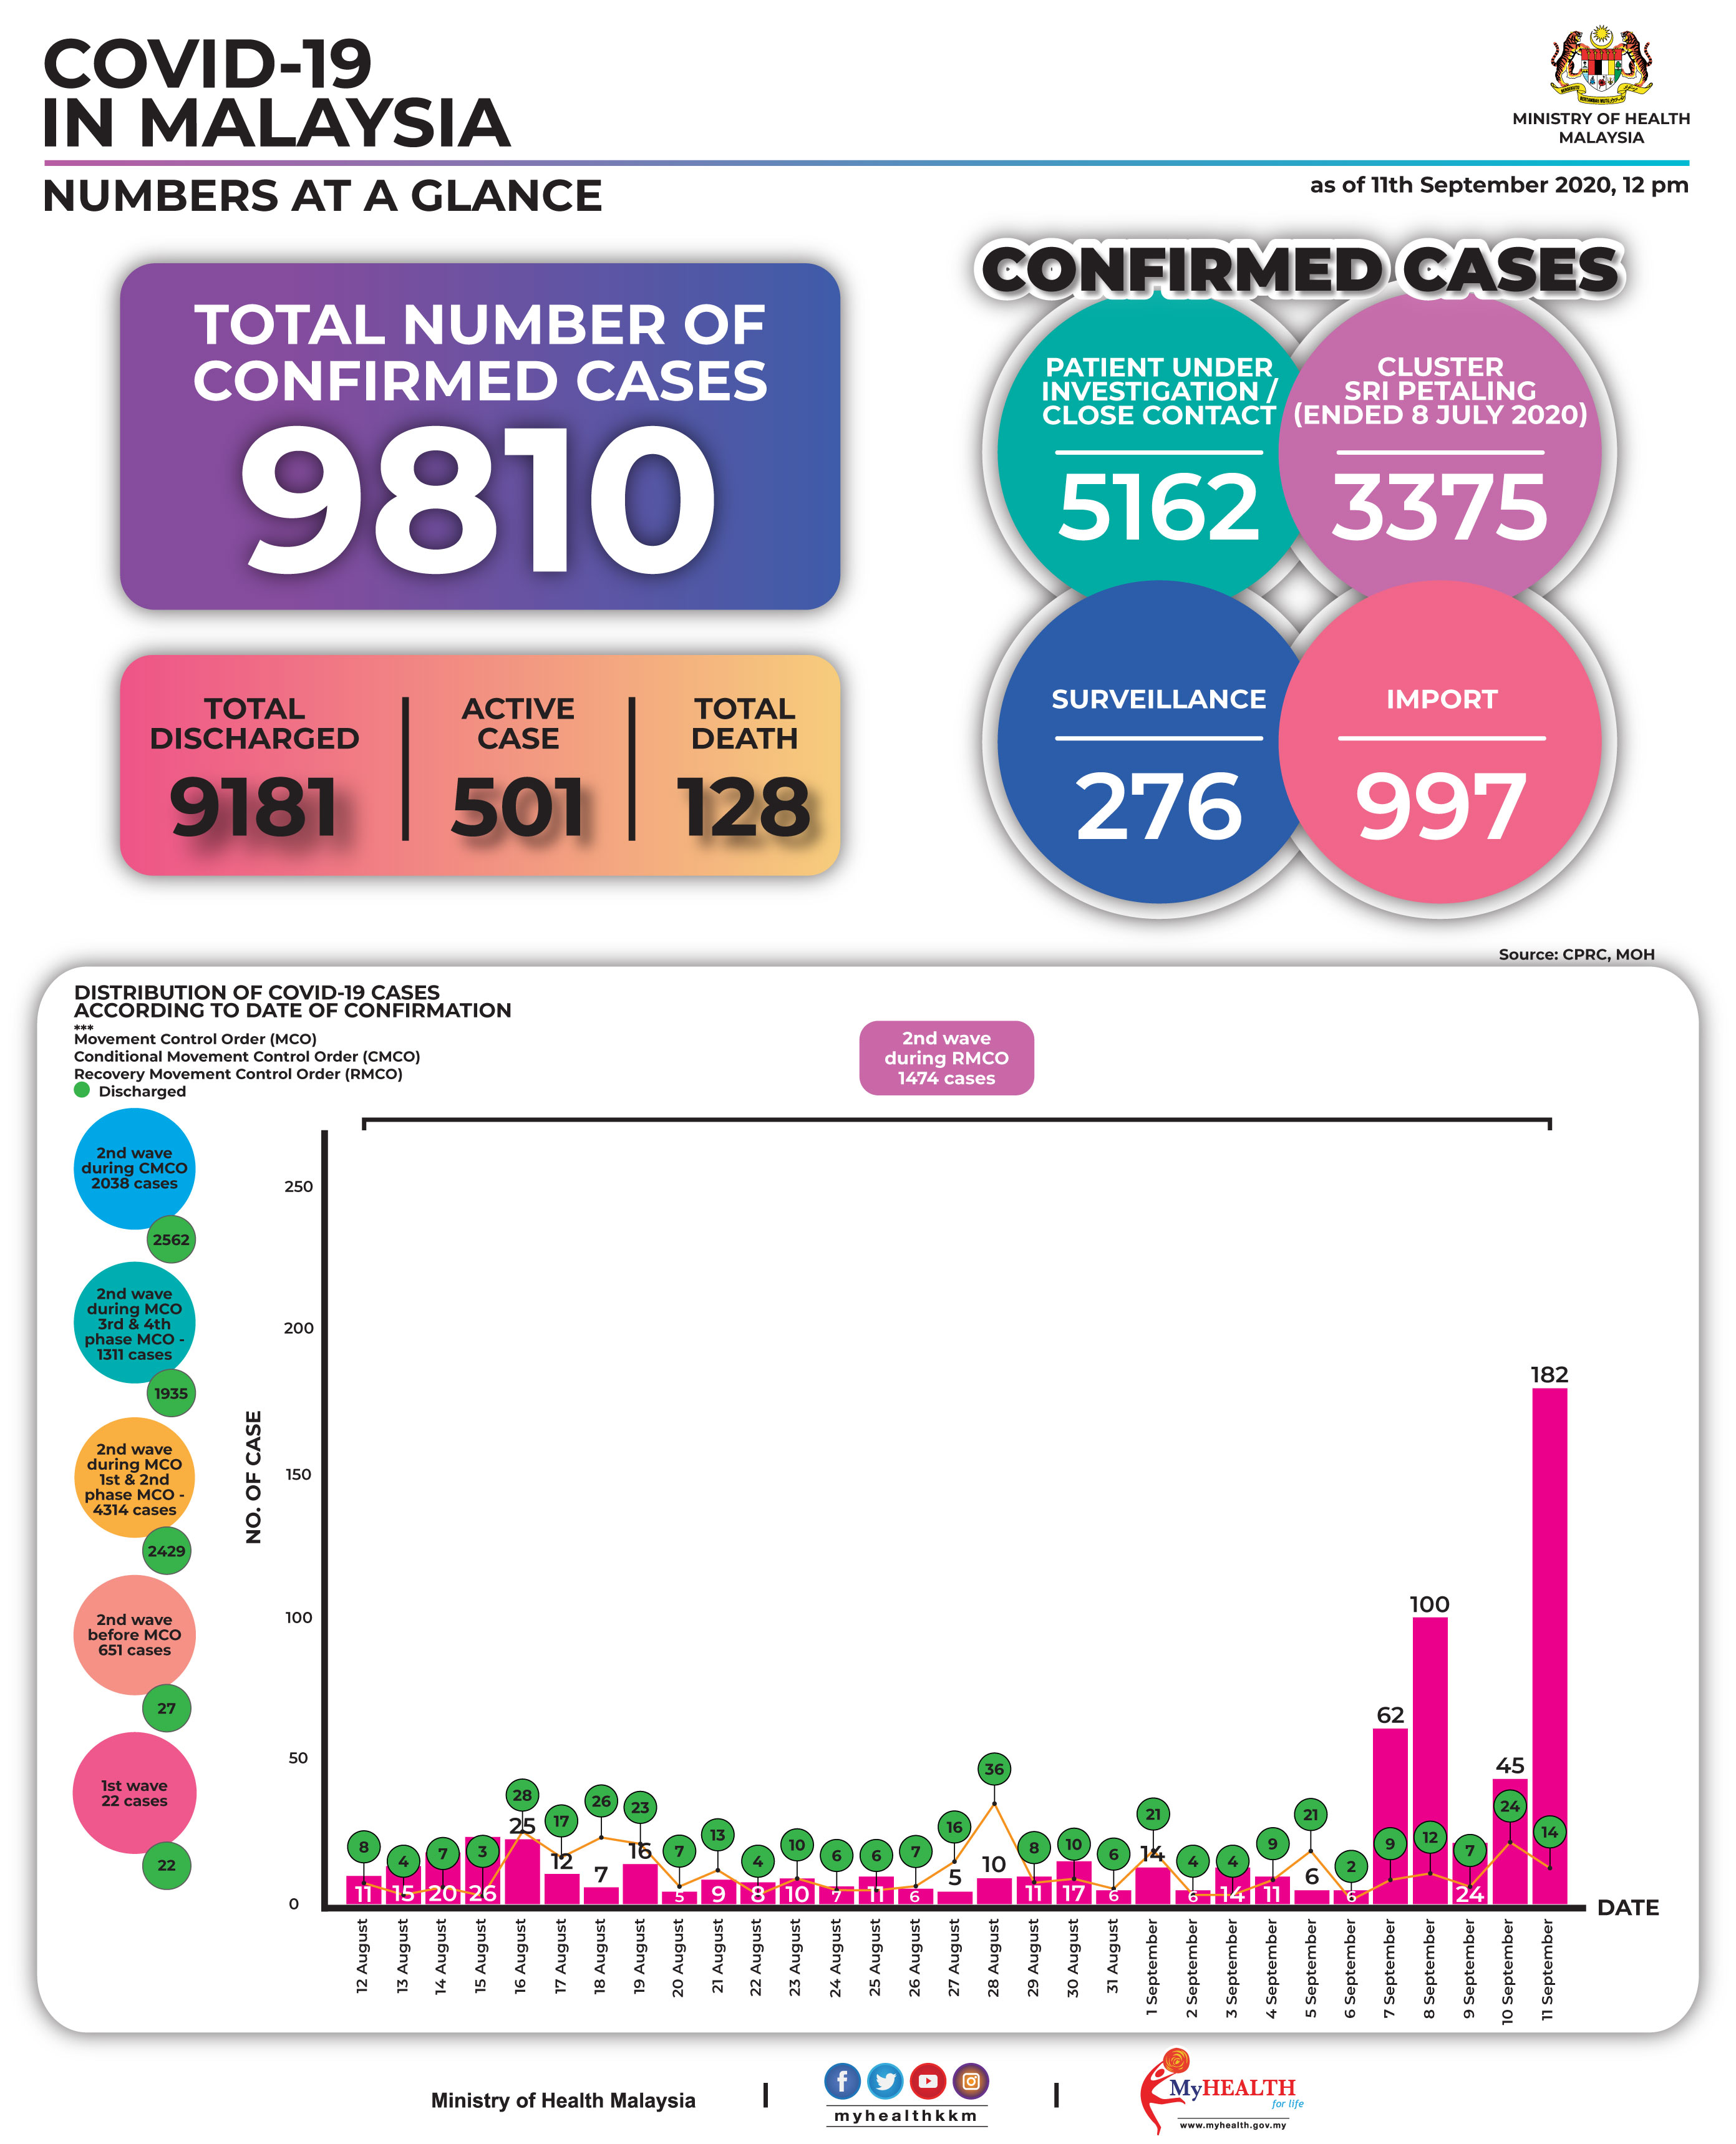 COVID-19
IN MALAYSIA
MINISTRY OF HEALTH
MALAYSIA
NUMBERS AT A GLANCE
as of 11th September 2020, 12 pm
TOTAL NUMBER OF
CONFIRMED CASES
9810
TOTAL
DISCHARGED
9181
ACTIVE
CASE
501
TOTAL
DEATH
128
CONFIRMED CASES
PATIENT UNDER
INVESTIGATION /
CLOSE CONTACT
5162
CLUSTER
SRI PETALING
(ENDED 8 JULY 2020)
3375
SURVEILLANCE
276
IMPORT
997
Source: CPRC, MOH
DISTRIBUTION OF COVID-19 CASES
ACCORDING TO DATE OF CONFIRMATION
***
Movement Control Order (MCO)
Conditional Movement Control Order (CMCO)
Recovery Movement Control Order (RMCO)
Discharged
2nd wave
during RMCO
1474 cases
2nd wave
during CMCO
2038 cases
2562
2nd wave
during MCO
3rd & 4th
phase MCO -
1311 cases
1935
2nd wave
during MCO
1st & 2nd
phase MCO -
4314 cases
2429
2nd wave
before MCO
651 cases
27
1st wave
22 cases
22
NO. OF CASE
250
200
150
100
50
0
8 4 7 3 28 17 26 23 7 13 4 10 6 6 7 16 36 8 10 6 21 4 4 9 21 2 9 12 7 24 14
11 15 20 26 25 12 7 16 5 9 8 10 7 11 6 5 10 11 17 6 14 6 14 11 6 6 62 100 24 45 182
DATE
12 August
13 August
14 August
15 August
16 August
17 August
18 August
19 August
20 August
21 August
22 August
23 August
24 August
25 August
26 August
27 August
28 August
29 August
30 August
31 August
1 September
2 September
3 September
4 September
5 September
6 September
7 September
8 September
9 September
10 September
11 September
Ministry of Health Malaysia
myhealthkkm
MyHEALTH
for life
www.myhealth.gov.my